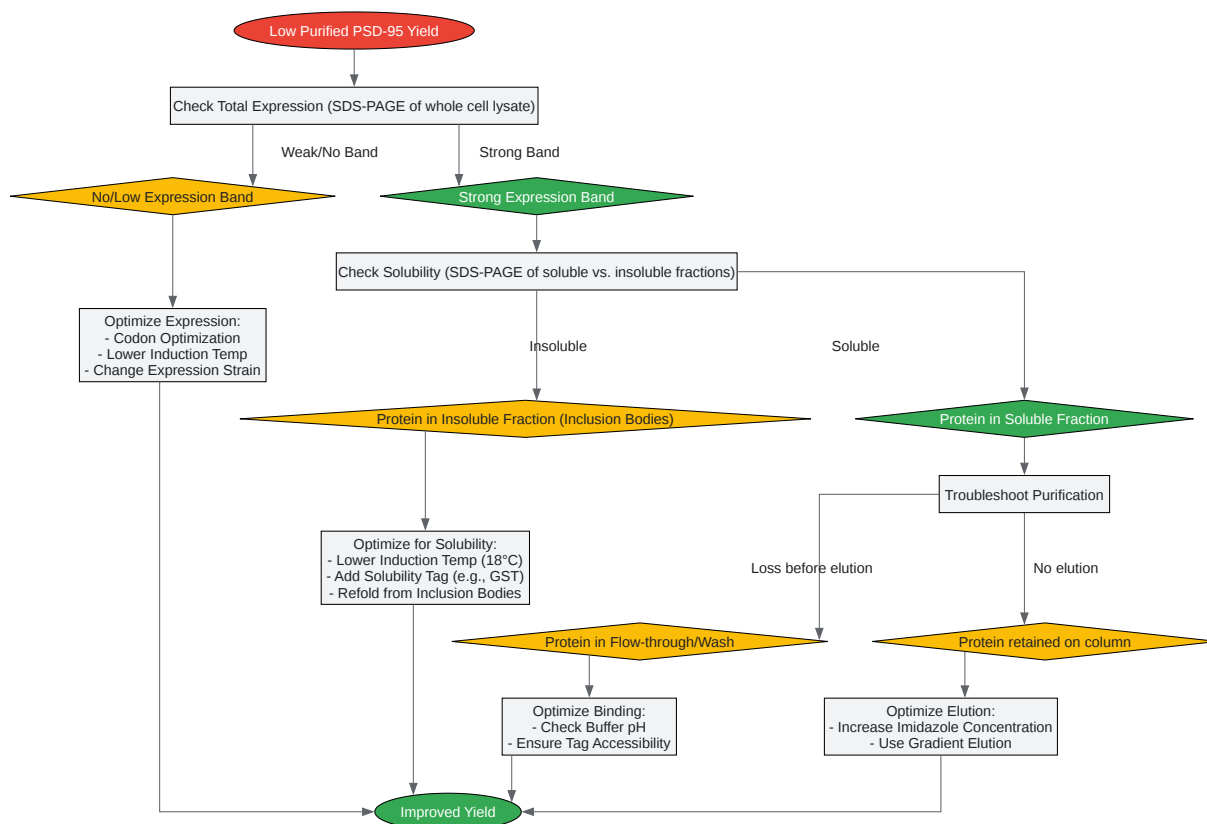 Low Purified PSD-95 Yield
Check Total Expression (SDS-PAGE of whole cell lysate)
Weak/No Band
Strong Band
No/Low Expression Band
Strong Expression Band
Check Solubility (SDS-PAGE of soluble vs. insoluble fractions)
Optimize Expression:
- Codon Optimization
- Lower Induction Temp
- Change Expression Strain
Insoluble
Soluble
Protein in Insoluble Fraction (Inclusion Bodies)
Protein in Soluble Fraction
Troubleshoot Purification
Optimize for Solubility:
- Lower Induction Temp (18°C)
- Add Solubility Tag (e.g., GST)
- Refold from Inclusion Bodies
Loss before elution
No elution
Protein in Flow-through/Wash
Protein retained on column
Optimize Binding:
- Check Buffer pH
- Ensure Tag Accessibility
Optimize Elution:
- Increase Imidazole Concentration
- Use Gradient Elution
Improved Yield